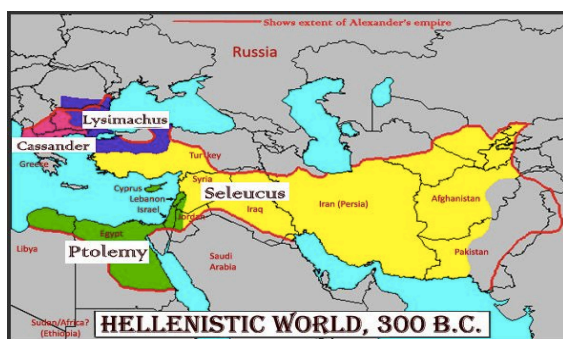 Shows extent of Alexander's empire
Russia
Lysimachus
Cassander
Greece
Turkey
Cyprus
Syria
Lebanon
Israel
Jordan
Seleucus
Iraq
Iran (Persia)
Afghanistan
Pakistan
Libya
Egypt
Ptolemy
Saudi
Arabia
Sudan/Africa?
(Ethiopia)
HELLENISTIC WORLD, 300 B.C.